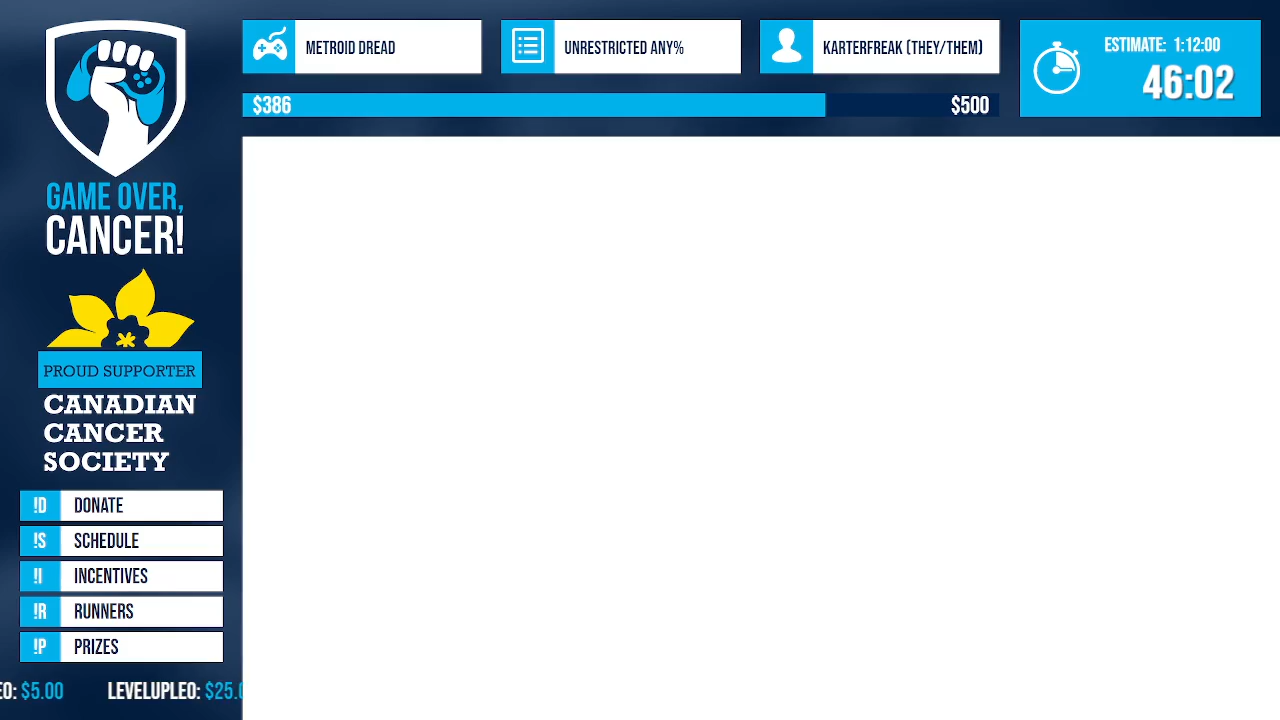 METROID DREAD
UNRESTRICTED ANY%
KARTERFREAK (THEY/THEM)
ESTIMATE: 1:12:00
46:02
$386
$500
GAME OVER,
CANCER!
PROUD SUPPORTER
CANADIAN
CANCER
SOCIETY
!D DONATE
!S SCHEDULE
!I INCENTIVES
!R RUNNERS
!P PRIZES
$5.00 LEVELUPLEO: